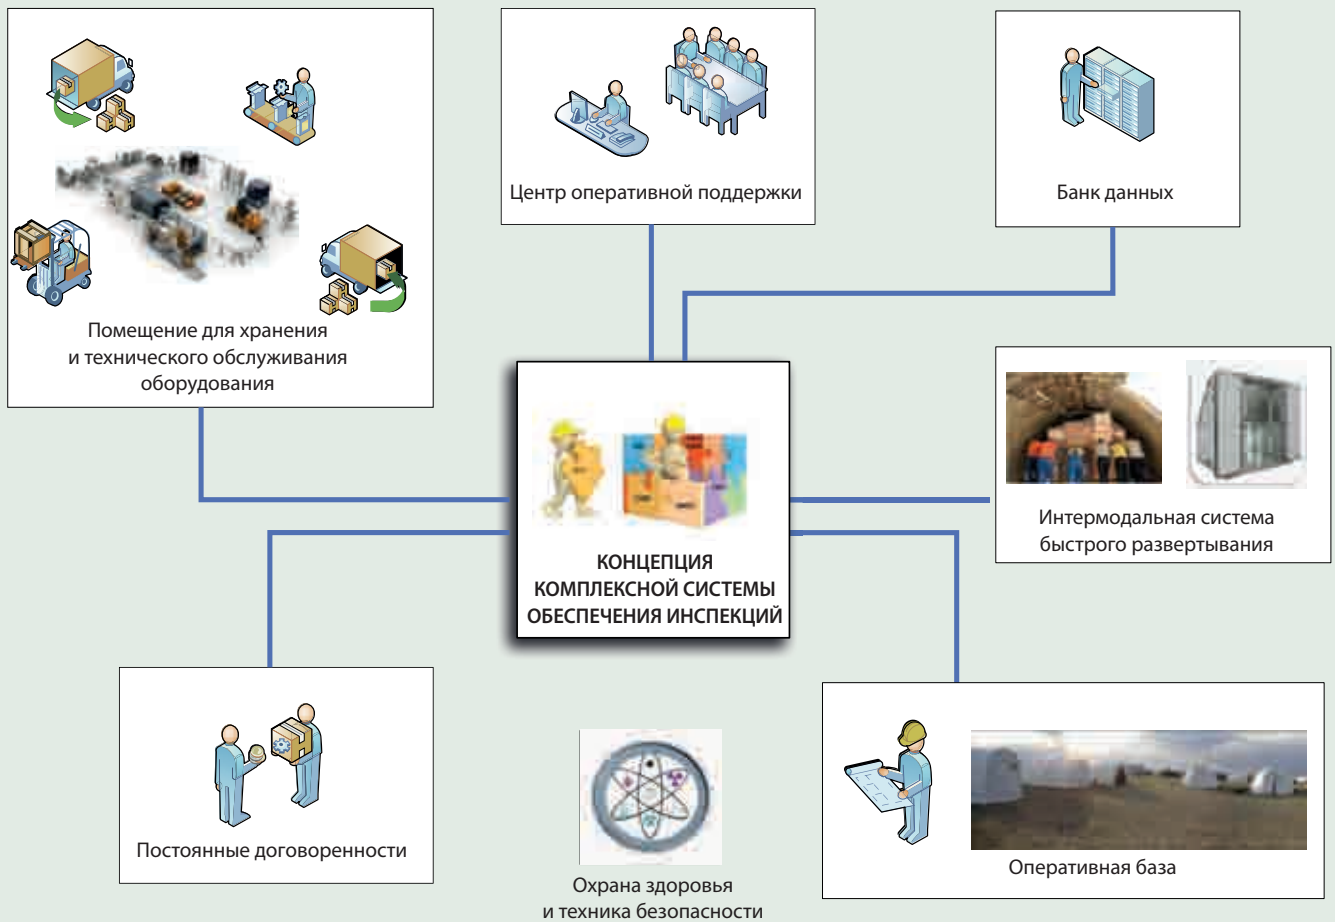 Центр оперативной поддержки
Банк данных
Помещение для хранения
и технического обслуживания
оборудования
Интермодальная система
быстрого развертывания
КОНЦЕПЦИЯ
КОМПЛЕКСНОЙ СИСТЕМЫ
ОБЕСПЕЧЕНИЯ ИНСПЕКЦИЙ
Постоянные договоренности
Охрана здоровья
и техника безопасности
Оперативная база